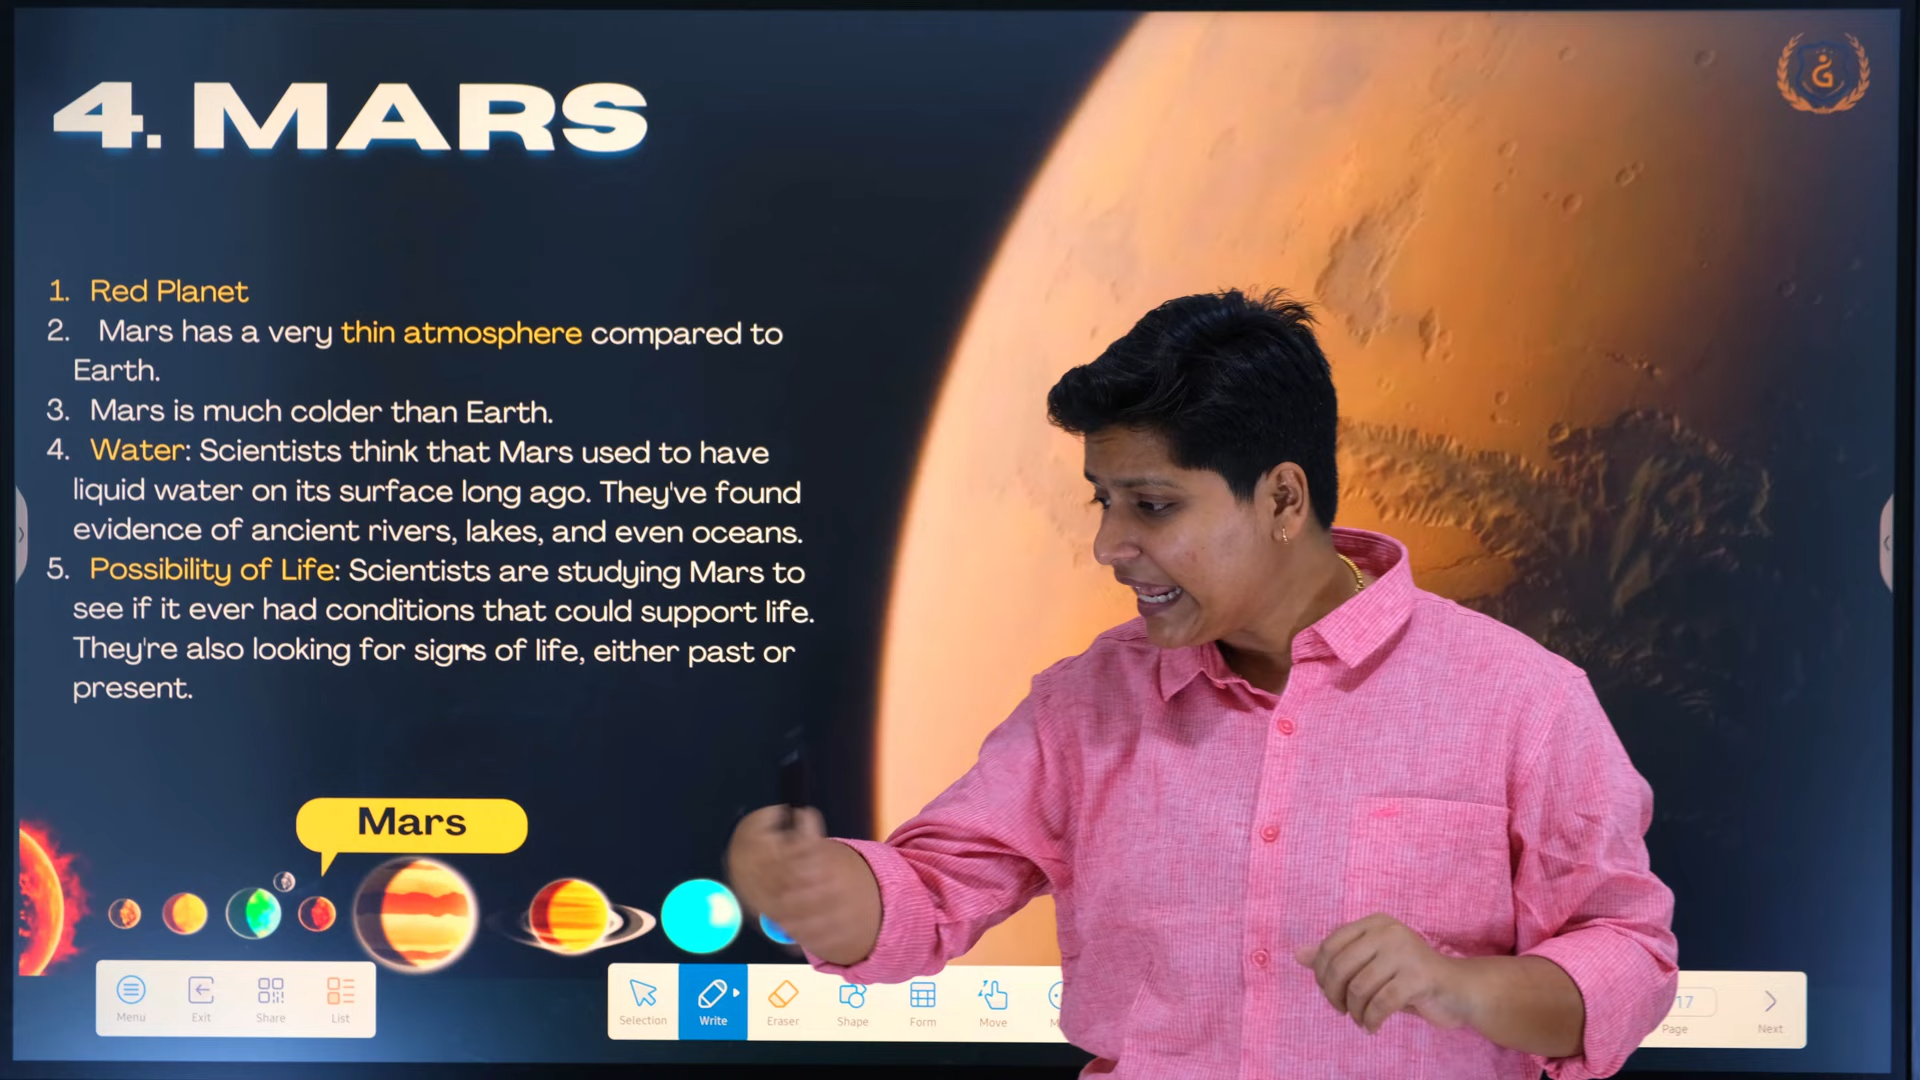 4. MARS
1. Red Planet
2. Mars has a very thin atmosphere compared to
Earth.
3. Mars is much colder than Earth.
4. Water: Scientists think that Mars used to have
liquid water on its surface long ago. They've found
evidence of ancient rivers, lakes, and even oceans.
5. Possibility of Life: Scientists are studying Mars to
see if it ever had conditions that could support life.
They're also looking for signs of life, either past or
present.
Mars
Menu Exit Share List
Selection Write Eraser Shape Form Move
17
Page Next